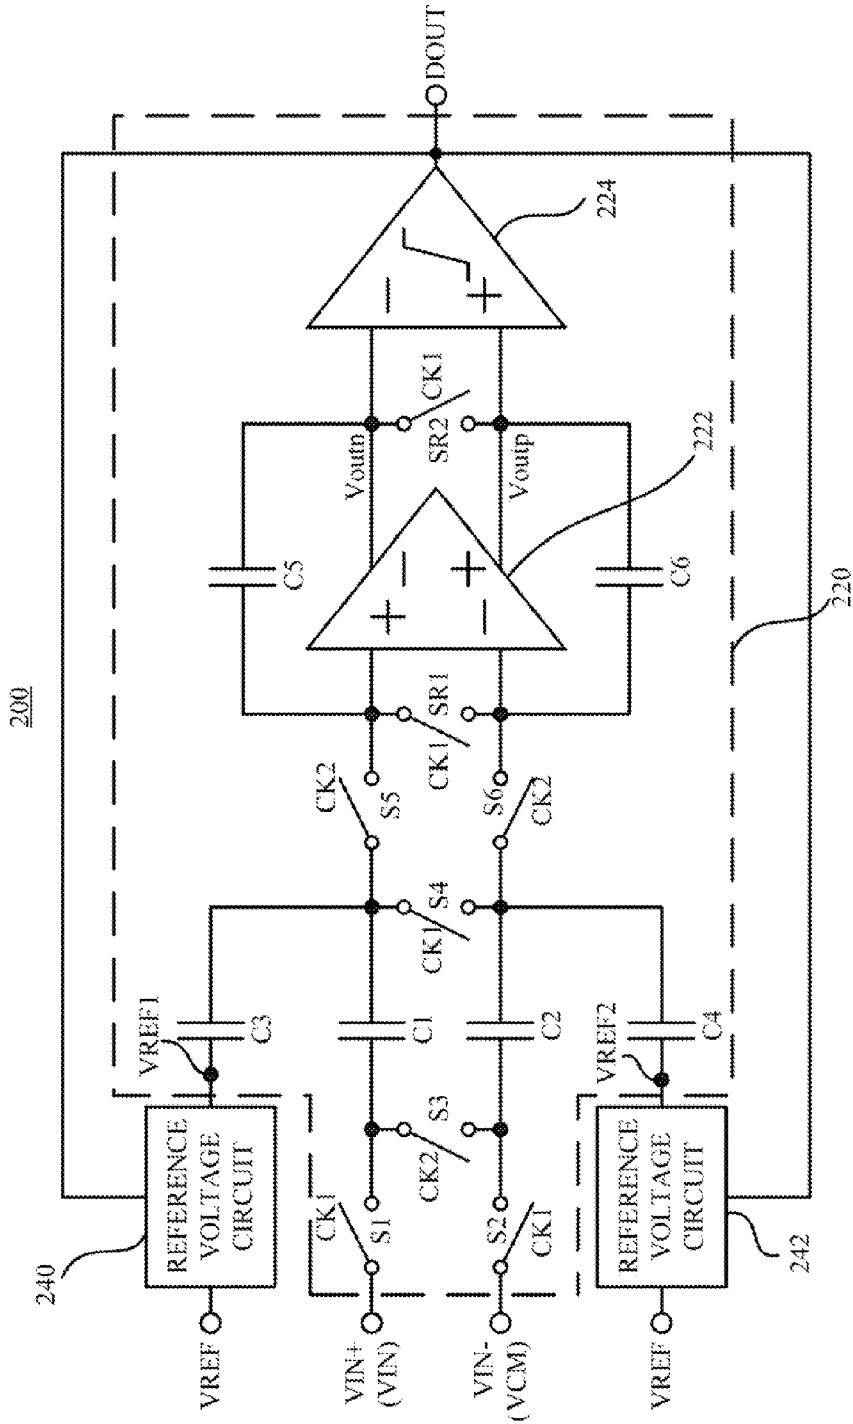 200
VREF
240
REFERENCE
VOLTAGE
CIRCUIT
VREF1
C3
C5
VIN+
(VIN)
CK1
S1
C1
CK2
S5
Voutn
CK2
S3
CK1
S4
CK1
SR1
SR2
CK1
VIN-
(VCM)
S2
CK1
C2
S6
CK2
Voutp
VREF
242
REFERENCE
VOLTAGE
CIRCUIT
VREF2
C4
C6
222
224
220
DOUT
+
−
−
+
−
+